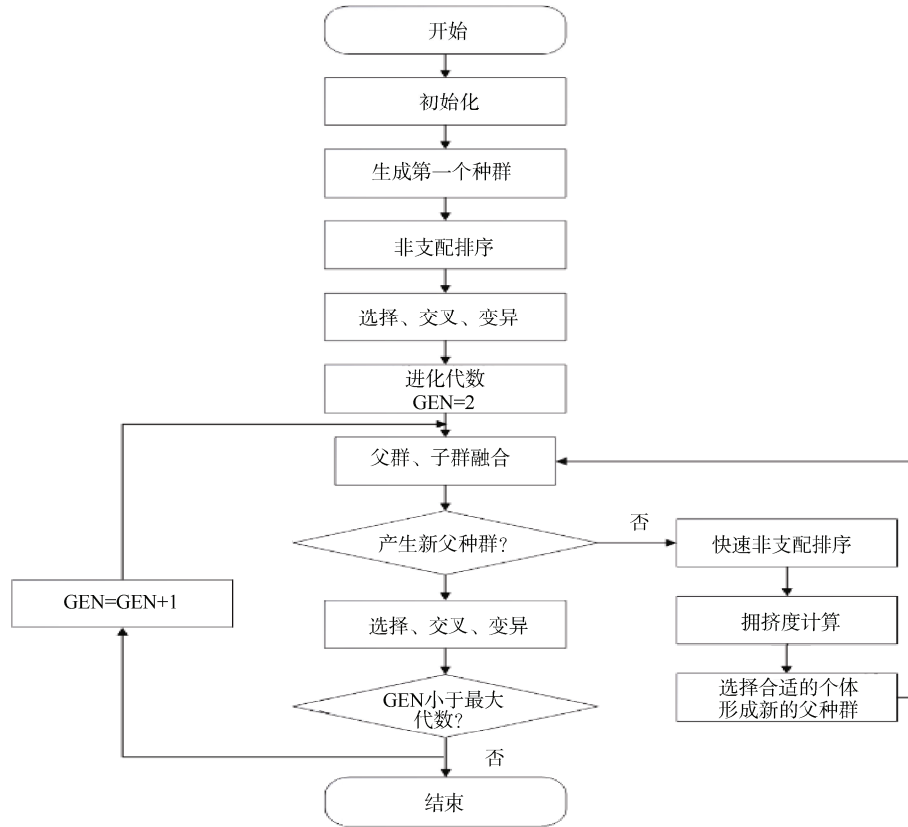 开始
初始化
生成第一个种群
非支配排序
选择、交叉、变异
进化代数
GEN=2
父群、子群融合
产生新父种群?
否
快速非支配排序
GEN=GEN+1
选择、交叉、变异
拥挤度计算
GEN小于最大
代数?
选择合适的个体
形成新的父种群
否
结束